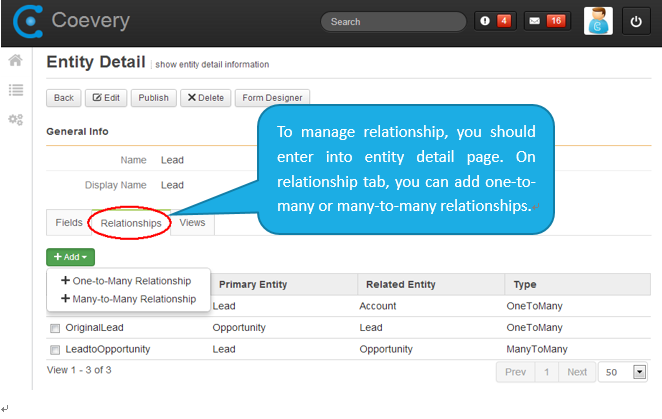 Coevery
Search
4
16
Entity Detail | show entity detail information
Back
Edit
Publish
Delete
Form Designer
General Info
Name Lead
Display Name Lead
To manage relationship, you should
enter into entity detail page. On
relationship tab, you can add one-to-
many or many-to-many relationships.
Fields Relationships Views
Add
One-to-Many Relationship
Many-to-Many Relationship
Primary Entity Related Entity Type
Lead Account OneToMany
OriginalLead Opportunity Lead OneToMany
LeadtoOpportunity Lead Opportunity ManyToMany
View 1 - 3 of 3
Prev 1 Next 50